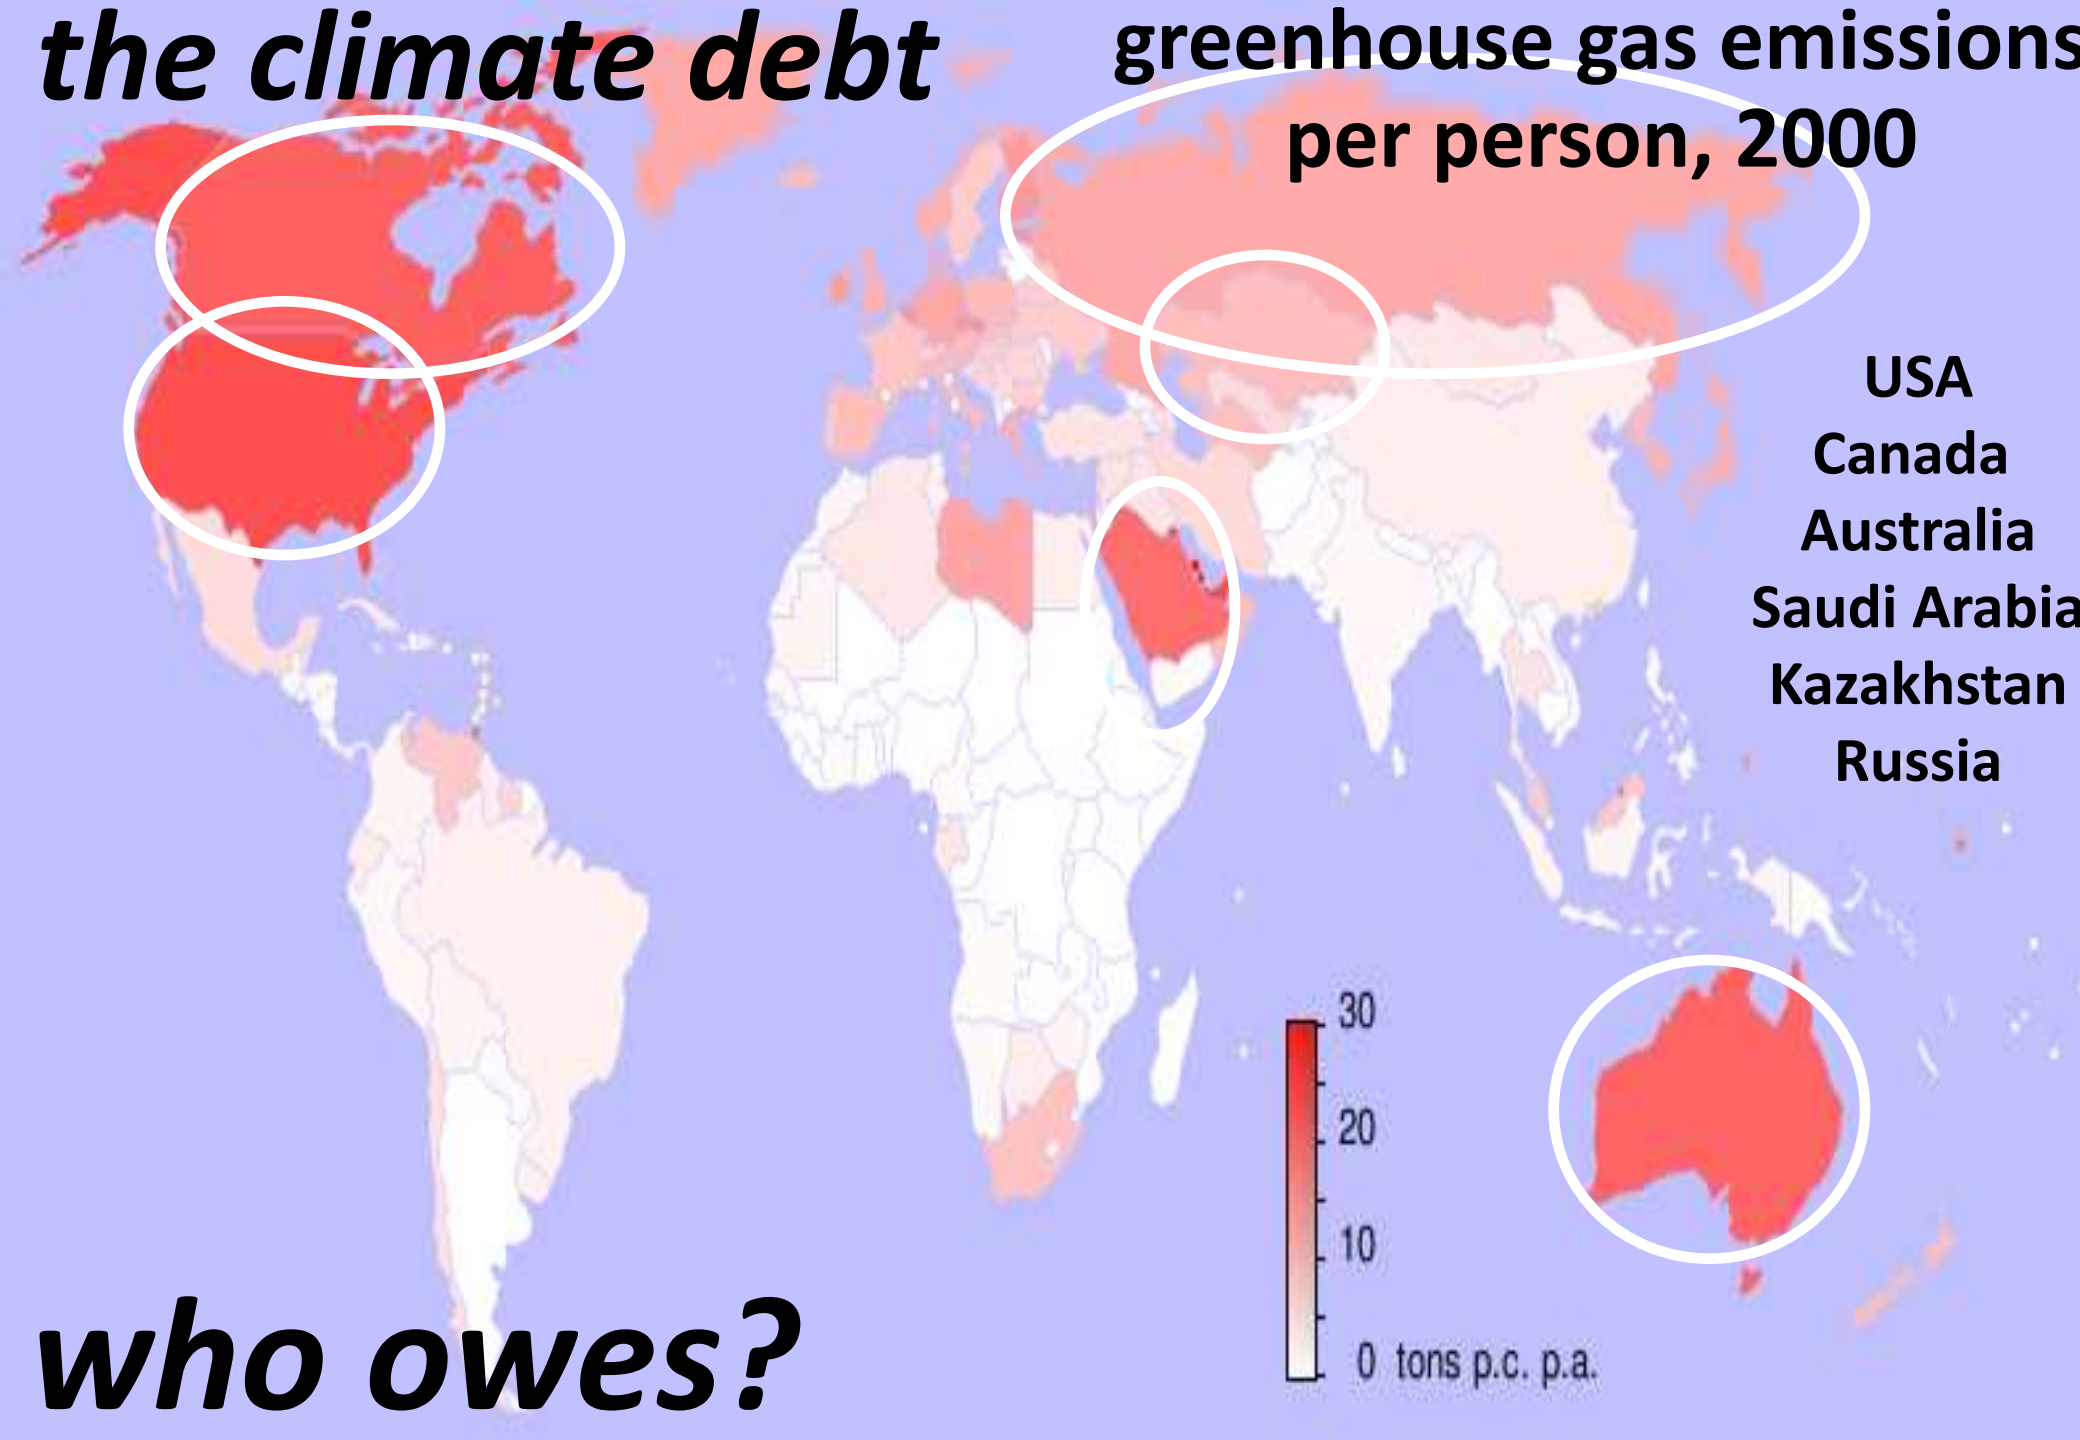 the climate debt
greenhouse gas emissions
per person, 2000
USA
Canada
Australia
Saudi Arabia
Kazakhstan
Russia
30
20
10
0 tons p.c. p.a.
who owes?